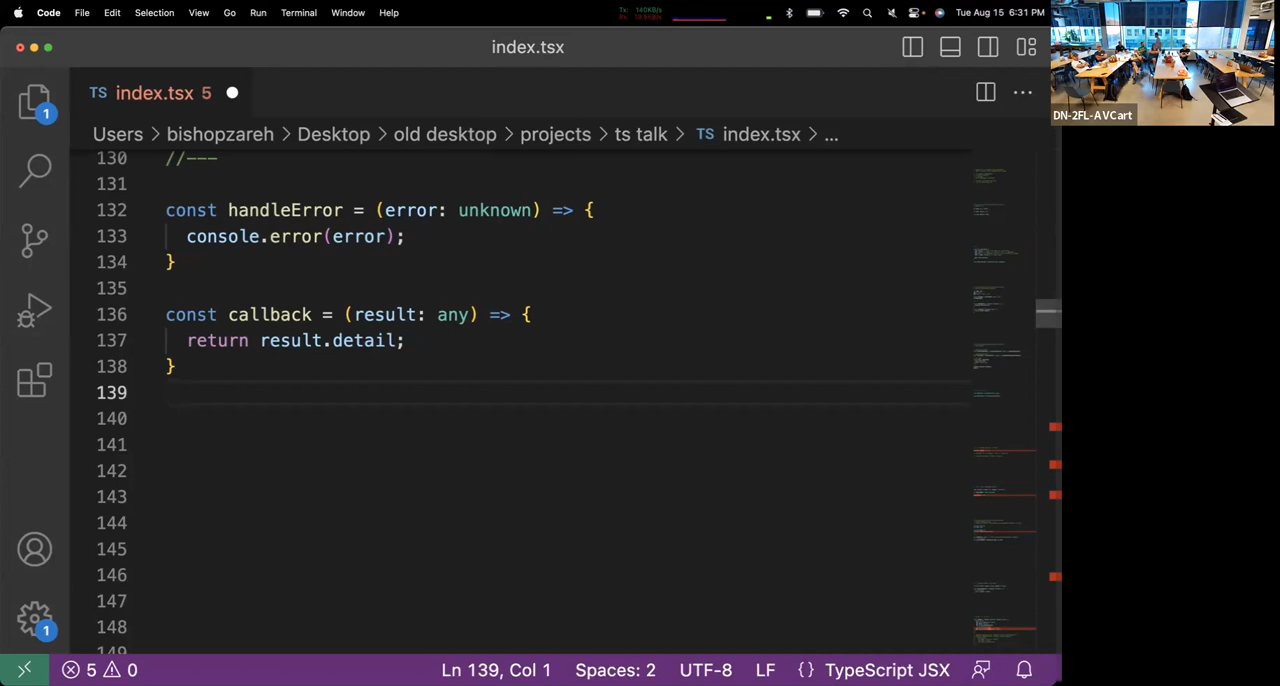 Code File Edit Selection View Go Run Terminal Window Help Tx: 140KB/s Tue Aug 15 6:31 PM
index.tsx
TS index.tsx 5
1
Users > bishopzareh > Desktop > old desktop > projects > ts talk > TS index.tsx > ...
DN-2FL-AVCart
130 //---
131
132 const handleError = (error: unknown) => {
133 console.error(error);
134 }
135
136 const callback = (result: any) => {
137 return result.detail;
138 }
139
140
141
142
143
144
145
146
147
148
149
1
5 0 Ln 139, Col 1 Spaces: 2 UTF-8 LF {} TypeScript JSX